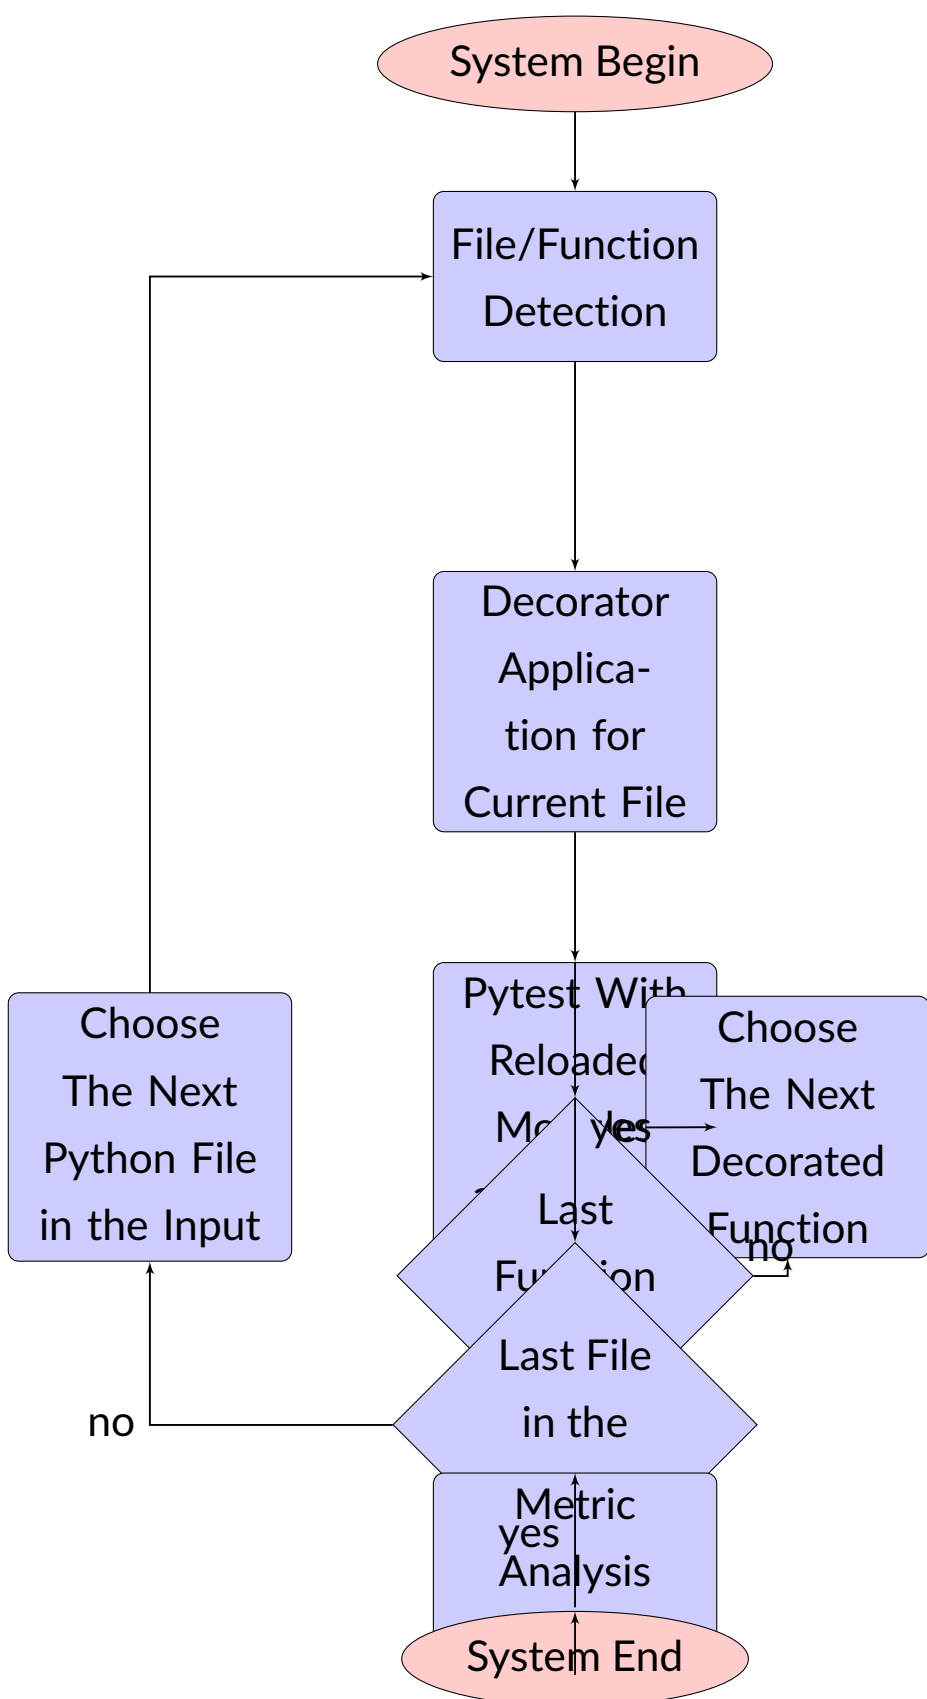 System Begin
File/Function
Detection
Decorator
Applica-
tion for
Current File
Pytest With
Reloaded
Choose
The Next
Python File
in the Input
Choose
The Next
Decorated
Function
yes
Last
Function
no
Last File
in the
no
Metric
yes
Analysis
System End